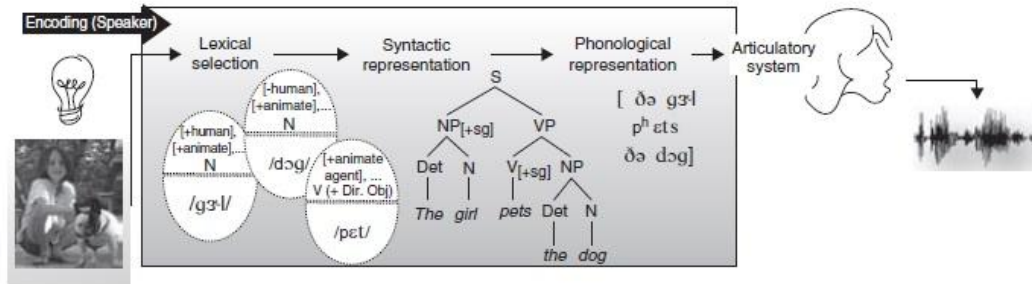 Encoding (Speaker)
Lexical
selection
Syntactic
representation
Phonological
representation
Articulatory
system
[-human],
[+animate],...
N
/dɔg/
[+human],
[+animate],...
N
/gɝl/
[+animate
agent], ...
V (+ Dir. Obj)
/pɛt/
S
NP[+sg] VP
Det N V[+sg] NP
The girl pets Det N
the dog
[ ðə gɝl
pʰ ɛts
ðə dɔg]